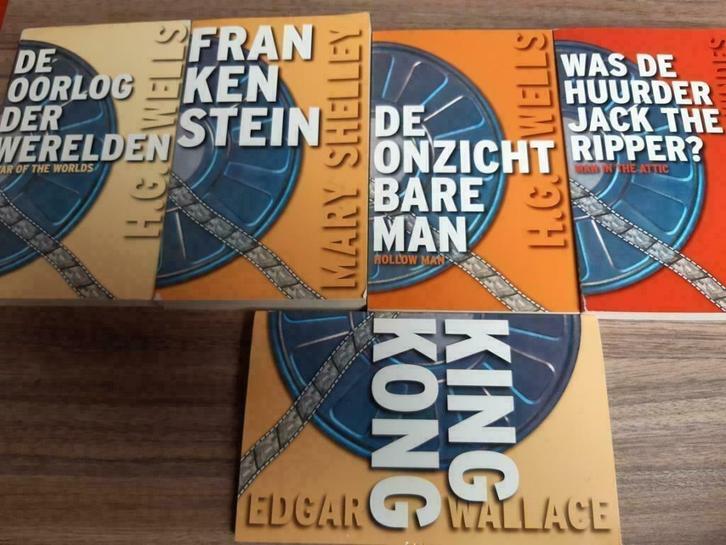 DE
OORLOG
DER
WERELDEN
WAR OF THE WORLDS
H.G. WELLS
FRAN
KEN
STEIN
MARY SHELLEY
DE
ONZICHT
BARE
MAN
HOLLOW MAN
H.G. WELLS
WAS DE
HUURDER
JACK THE
RIPPER?
MAN IN THE ATTIC
KING
KONG
EDGAR WALLACE